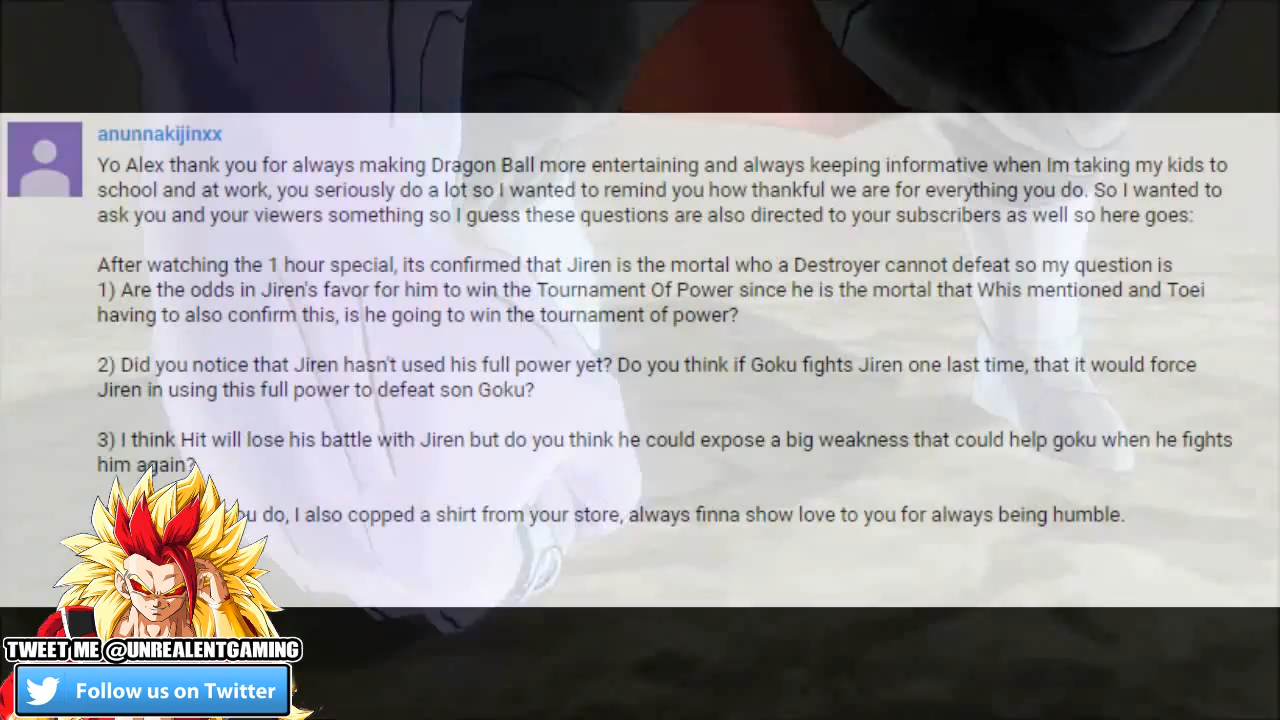 anunnakijinxx
Yo Alex thank you for always making Dragon Ball more entertaining and always keeping informative when Im taking my kids to
school and at work, you seriously do a lot so I wanted to remind you how thankful we are for everything you do. So I wanted to
ask you and your viewers something so I guess these questions are also directed to your subscribers as well so here goes:
After watching the 1 hour special, its confirmed that Jiren is the mortal who a Destroyer cannot defeat so my question is
1) Are the odds in Jiren's favor for him to win the Tournament Of Power since he is the mortal that Whis mentioned and Toei
having to also confirm this, is he going to win the tournament of power?
2) Did you notice that Jiren hasn't used his full power yet? Do you think if Goku fights Jiren one last time, that it would force
Jiren in using this full power to defeat son Goku?
3) I think Hit will lose his battle with Jiren but do you think he could expose a big weakness that could help goku when he fights
him again?
do, I also copped a shirt from your store, always finna show love to you for always being humble.
TWEET ME @UNREALENTGAMING
Follow us on Twitter